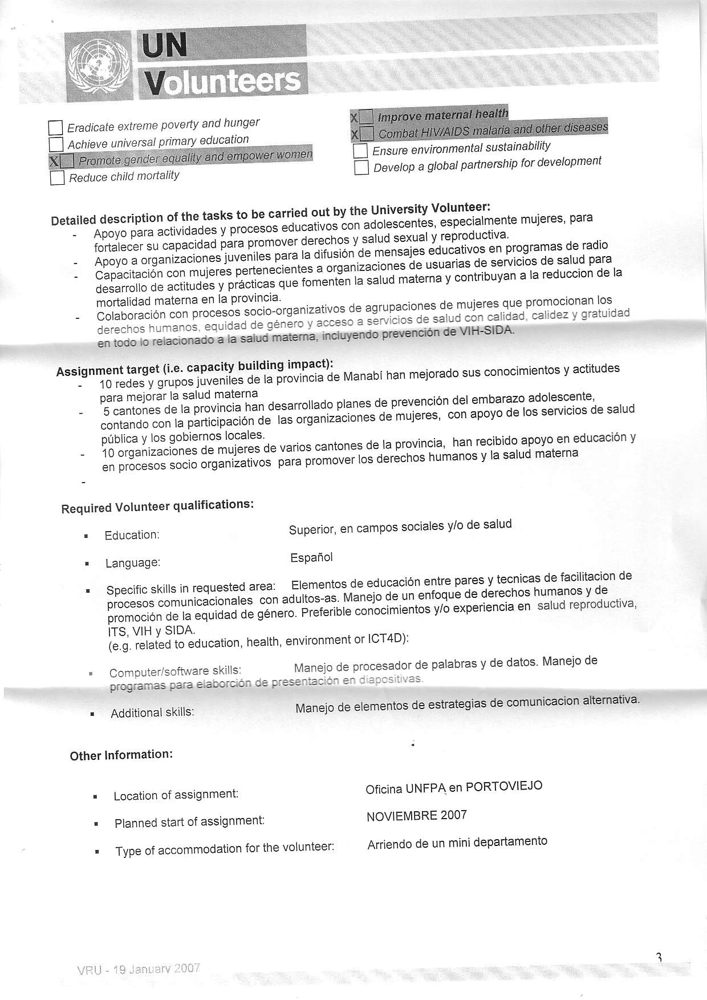 UN
Volunteers
Eradicate extreme poverty and hunger
Achieve universal primary education
X Promote gender equality and empower women
Reduce child mortality
X Improve maternal health
X Combat HIV/AIDS malaria and other diseases
Ensure environmental sustainability
Develop a global partnership for development
Detailed description of the tasks to be carried out by the University Volunteer:
- Apoyo para actividades y procesos educativos con adolescentes, especialmente mujeres, para
fortalecer su capacidad para promover derechos y salud sexual y reproductiva.
- Apoyo a organizaciones juveniles para la difusión de mensajes educativos en programas de radio
- Capacitación con mujeres pertenecientes a organizaciones de usuarias de servicios de salud para
desarrollo de actitudes y prácticas que fomenten la salud materna y contribuyan a la reduccion de la
mortalidad materna en la provincia.
- Colaboración con procesos socio-organizativos de agrupaciones de mujeres que promocionan los
derechos humanos, equidad de género y acceso a servicios de salud con calidad, calidez y gratuidad
en todo lo relacionado a la salud materna, incluyendo prevención de VIH-SIDA.
Assignment target (i.e. capacity building impact):
- 10 redes y grupos juveniles de la provincia de Manabí han mejorado sus conocimientos y actitudes
para mejorar la salud materna
- 5 cantones de la provincia han desarrollado planes de prevención del embarazo adolescente,
contando con la participación de las organizaciones de mujeres, con apoyo de los servicios de salud
pública y los gobiernos locales.
- 10 organizaciones de mujeres de varios cantones de la provincia, han recibido apoyo en educación y
en procesos socio organizativos para promover los derechos humanos y la salud materna
-
Required Volunteer qualifications:
▪ Education: Superior, en campos sociales y/o de salud
▪ Language: Español
▪ Specific skills in requested area: Elementos de educación entre pares y tecnicas de facilitacion de
procesos comunicacionales con adultos-as. Manejo de un enfoque de derechos humanos y de
promoción de la equidad de género. Preferible conocimientos y/o experiencia en salud reproductiva,
ITS, VIH y SIDA.
(e.g. related to education, health, environment or ICT4D):
▪ Computer/software skills: Manejo de procesador de palabras y de datos. Manejo de
programas para elaborción de presentación en diapositivas.
▪ Additional skills: Manejo de elementos de estrategias de comunicacion alternativa.
Other Information:
▪ Location of assignment: Oficina UNFPA en PORTOVIEJO
▪ Planned start of assignment: NOVIEMBRE 2007
▪ Type of accommodation for the volunteer: Arriendo de un mini departamento
3
VRU - 19 January 2007